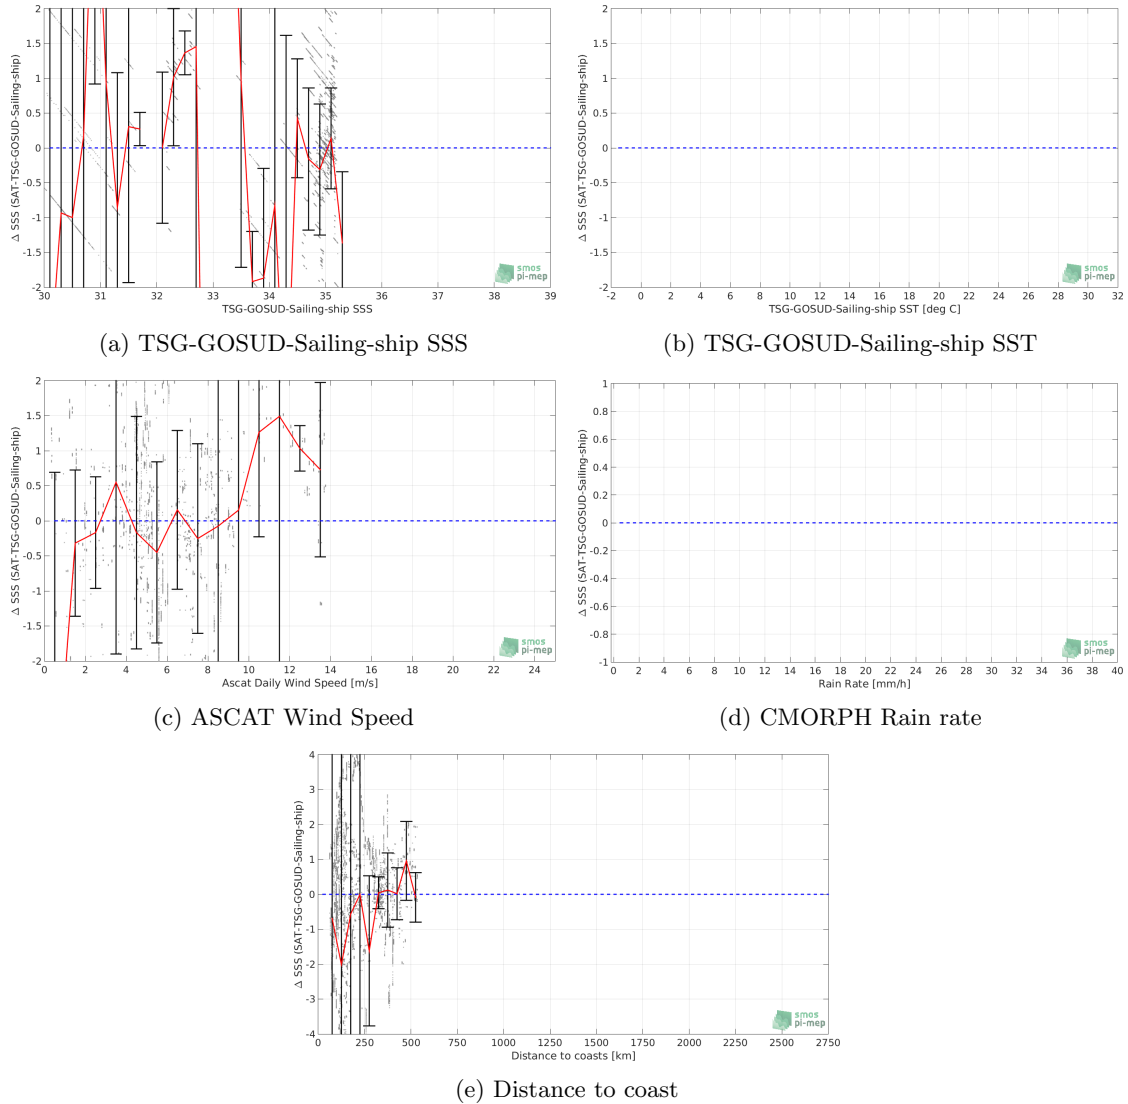 2
1.5
1
0.5
0
-0.5
-1
-1.5
-2
Δ SSS (SAT-TSG-GOSUD-Sailing-ship)
30 31 32 33 34 35 36 37 38 39
TSG-GOSUD-Sailing-ship SSS
smos
pi-mep
(a) TSG-GOSUD-Sailing-ship SSS
2
1.5
1
0.5
0
-0.5
-1
-1.5
-2
Δ SSS (SAT-TSG-GOSUD-Sailing-ship)
-2 0 2 4 6 8 10 12 14 16 18 20 22 24 26 28 30 32
TSG-GOSUD-Sailing-ship SST [deg C]
smos
pi-mep
(b) TSG-GOSUD-Sailing-ship SST
2
1.5
1
0.5
0
-0.5
-1
-1.5
-2
Δ SSS (SAT-TSG-GOSUD-Sailing-ship)
0 2 4 6 8 10 12 14 16 18 20 22 24
Ascat Daily Wind Speed [m/s]
smos
pi-mep
(c) ASCAT Wind Speed
1
0.8
0.6
0.4
0.2
0
-0.2
-0.4
-0.6
-0.8
-1
Δ SSS (SAT-TSG-GOSUD-Sailing-ship)
0 2 4 6 8 10 12 14 16 18 20 22 24 26 28 30 32 34 36 38 40
Rain Rate [mm/h]
smos
pi-mep
(d) CMORPH Rain rate
4
3
2
1
0
-1
-2
-3
-4
Δ SSS (SAT-TSG-GOSUD-Sailing-ship)
0 250 500 750 1000 1250 1500 1750 2000 2250 2500 2750
Distance to coasts [km]
smos
pi-mep
(e) Distance to coast